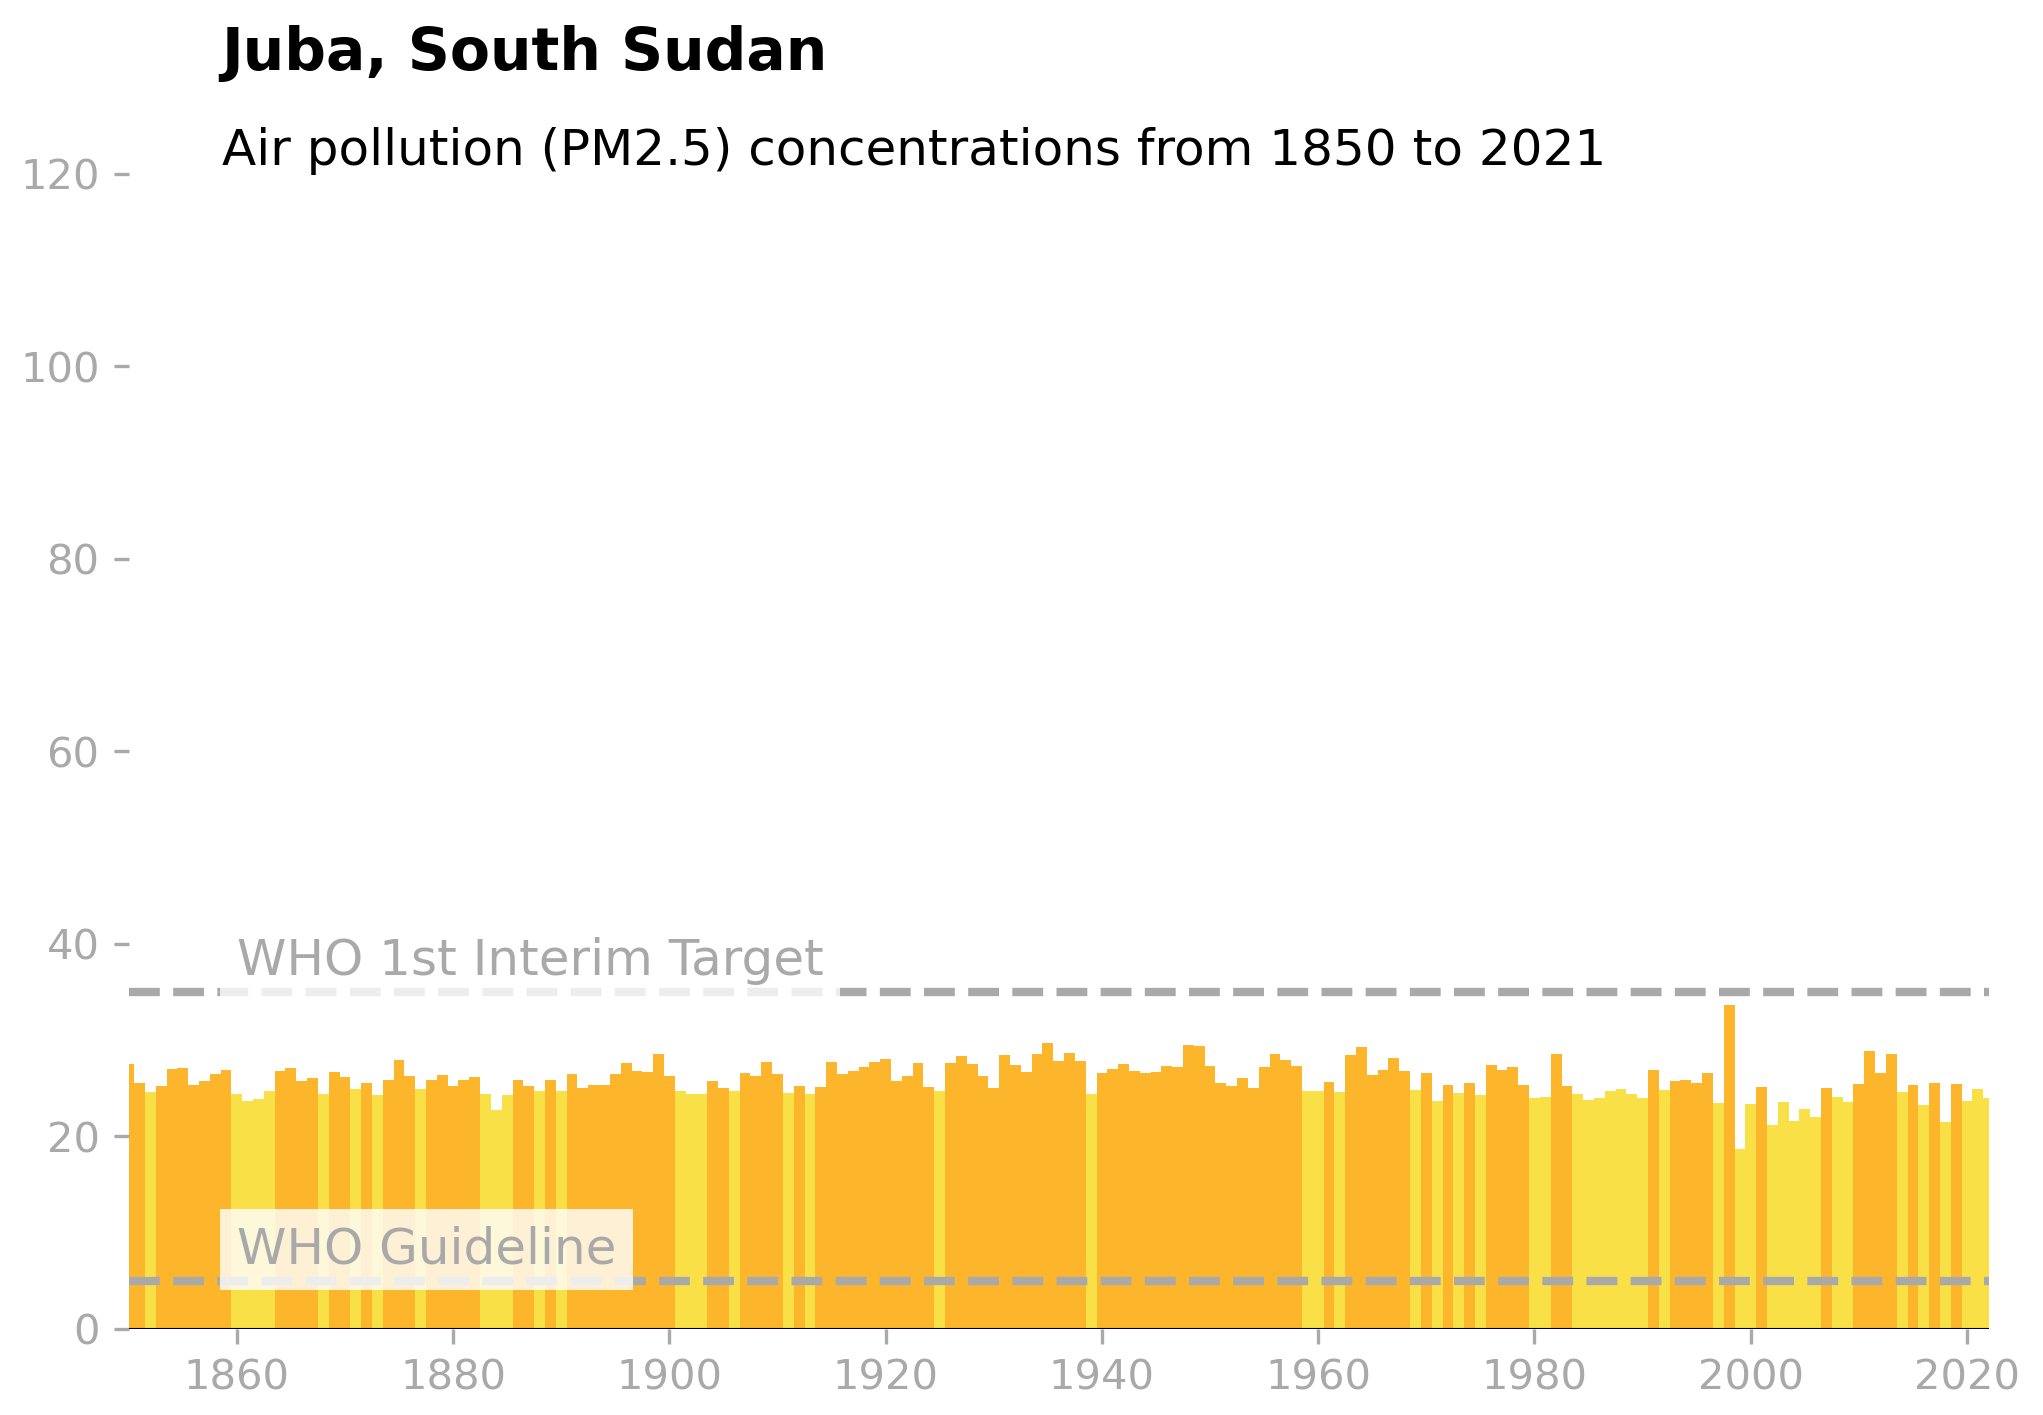 Juba, South Sudan
Air pollution (PM2.5) concentrations from 1850 to 2021
120
100
80
60
40
WHO 1st Interim Target
20
WHO Guideline
0
1860 1880 1900 1920 1940 1960 1980 2000 2020